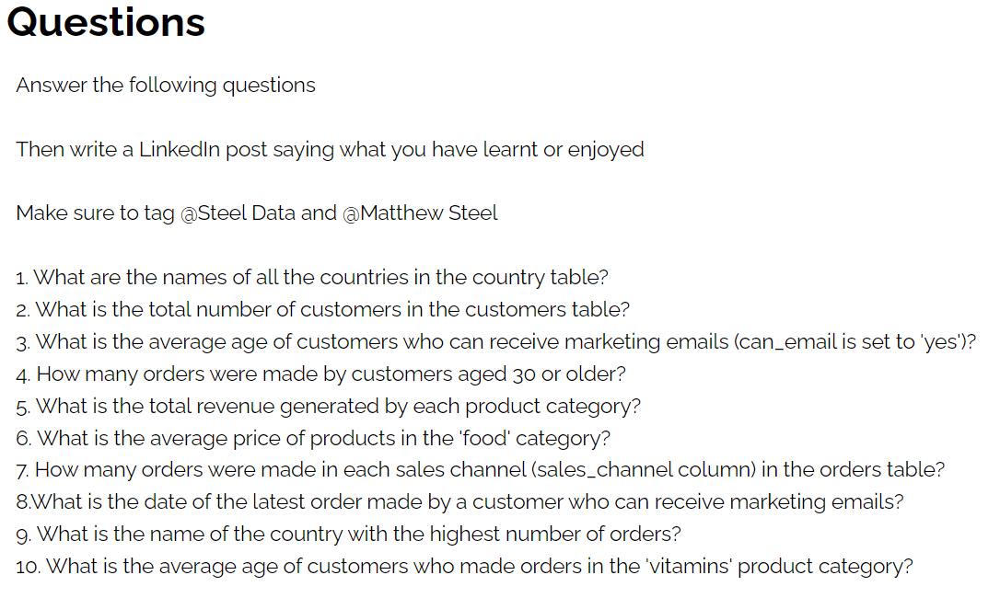 Questions
Answer the following questions
Then write a LinkedIn post saying what you have learnt or enjoyed
Make sure to tag @Steel Data and @Matthew Steel
1. What are the names of all the countries in the country table?
2. What is the total number of customers in the customers table?
3. What is the average age of customers who can receive marketing emails (can_email is set to 'yes')?
4. How many orders were made by customers aged 30 or older?
5. What is the total revenue generated by each product category?
6. What is the average price of products in the 'food' category?
7. How many orders were made in each sales channel (sales_channel column) in the orders table?
8.What is the date of the latest order made by a customer who can receive marketing emails?
9. What is the name of the country with the highest number of orders?
10. What is the average age of customers who made orders in the 'vitamins' product category?